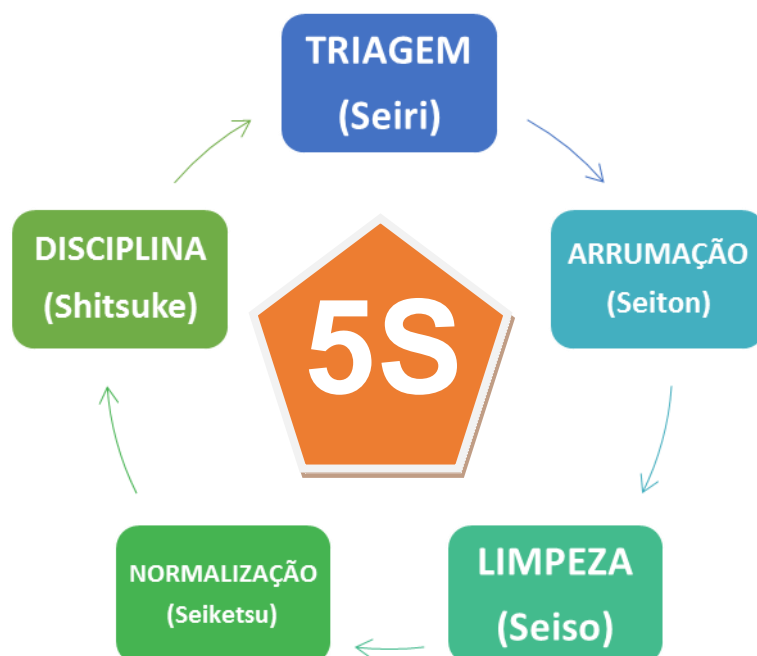 TRIAGEM
(Seiri)
ARRUMAÇÃO
(Seiton)
LIMPEZA
(Seiso)
NORMALIZAÇÃO
(Seiketsu)
DISCIPLINA
(Shitsuke)
5S